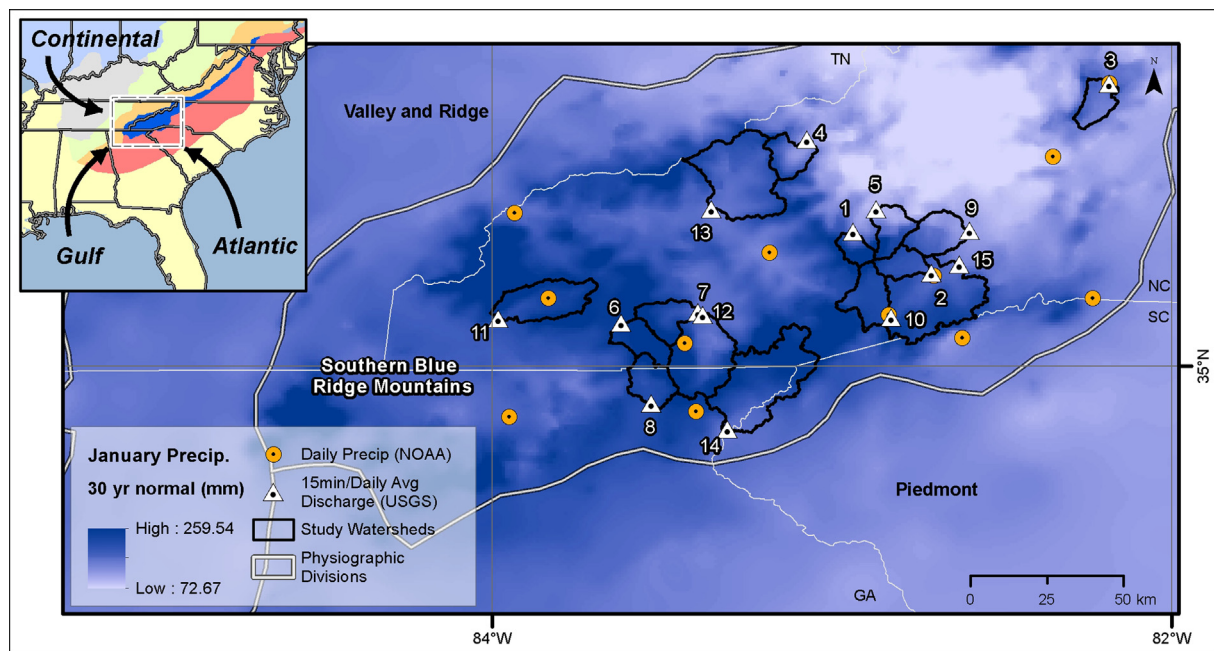 Continental
Gulf
Atlantic
Valley and Ridge
TN
3
N
4
5
1
9
13
15
2
NC
SC
10
7
6
12
11
Southern Blue
Ridge Mountains
35°N
8
14
Piedmont
GA
January Precip.
30 yr normal (mm)
High : 259.54
Low : 72.67
Daily Precip (NOAA)
15min/Daily Avg
Discharge (USGS)
Study Watersheds
Physiographic
Divisions
0 25 50 km
84°W
82°W